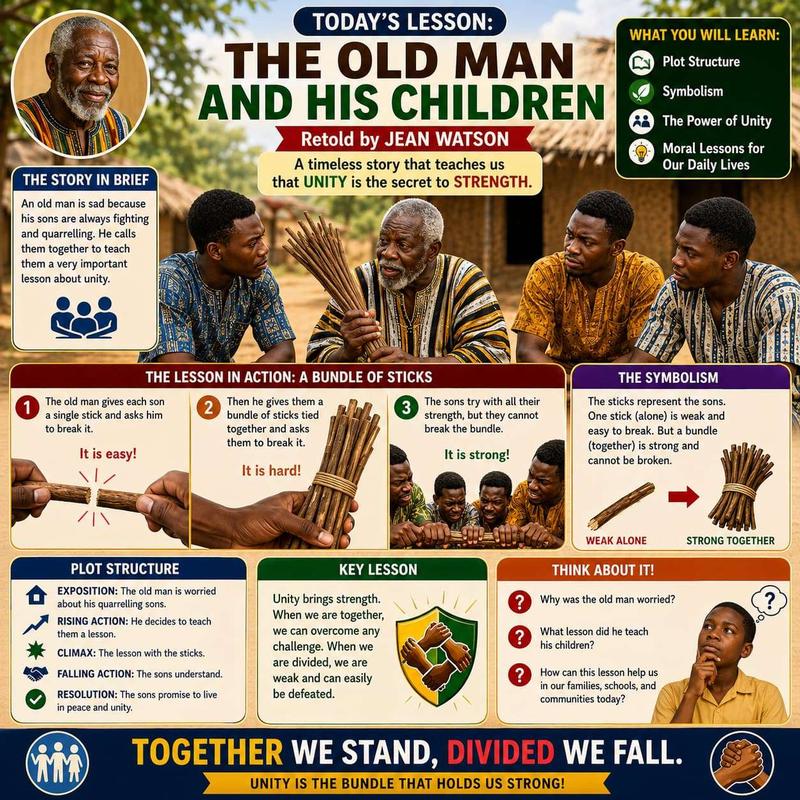 TODAY'S LESSON:
THE OLD MAN
AND HIS CHILDREN
Retold by JEAN WATSON
A timeless story that teaches us
that UNITY is the secret to STRENGTH.
WHAT YOU WILL LEARN:
Plot Structure
Symbolism
The Power of Unity
Moral Lessons for
Our Daily Lives
THE STORY IN BRIEF
An old man is sad because
his sons are always fighting
and quarrelling. He calls
them together to teach
them a very important
lesson about unity.
THE LESSON IN ACTION: A BUNDLE OF STICKS
1
The old man gives each son
a single stick and asks him
to break it.
It is easy!
2
Then he gives them a
bundle of sticks tied
together and asks
them to break it.
It is hard!
3
The sons try with all their
strength, but they cannot
break the bundle.
It is strong!
THE SYMBOLISM
The sticks represent the sons.
One stick (alone) is weak and
easy to break. But a bundle
(together) is strong and
cannot be broken.
WEAK ALONE
STRONG TOGETHER
PLOT STRUCTURE
EXPOSITION: The old man is worried
about his quarrelling sons.
RISING ACTION: He decides to teach
them a lesson.
CLIMAX: The lesson with the sticks.
FALLING ACTION: The sons understand.
RESOLUTION: The sons promise to live
in peace and unity.
KEY LESSON
Unity brings strength.
When we are together,
we can overcome any
challenge. When we
are divided, we are
weak and can easily
be defeated.
THINK ABOUT IT!
? Why was the old man worried?
? What lesson did he teach
his children?
? How can this lesson help us
in our families, schools, and
communities today?
?
TOGETHER WE STAND, DIVIDED WE FALL.
UNITY IS THE BUNDLE THAT HOLDS US STRONG!